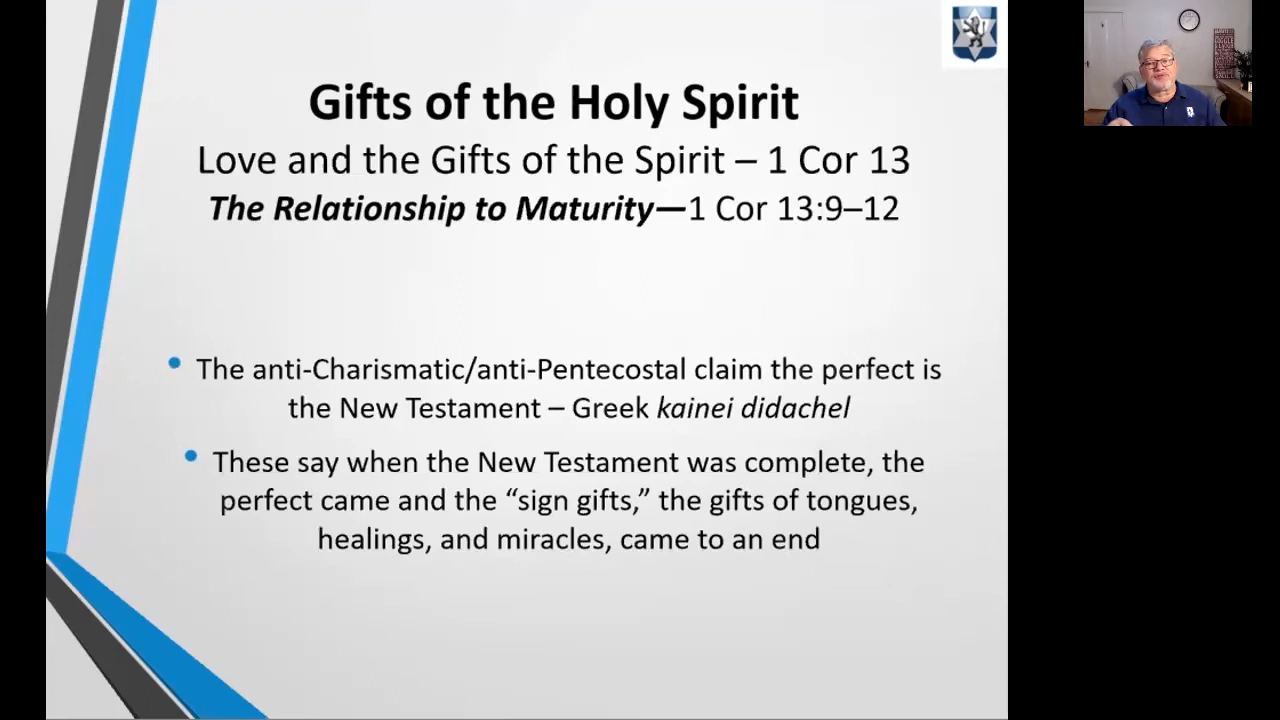 Gifts of the Holy Spirit
Love and the Gifts of the Spirit – 1 Cor 13
The Relationship to Maturity—1 Cor 13:9–12
• The anti-Charismatic/anti-Pentecostal claim the perfect is
the New Testament – Greek kainei didachel
• These say when the New Testament was complete, the
perfect came and the “sign gifts,” the gifts of tongues,
healings, and miracles, came to an end